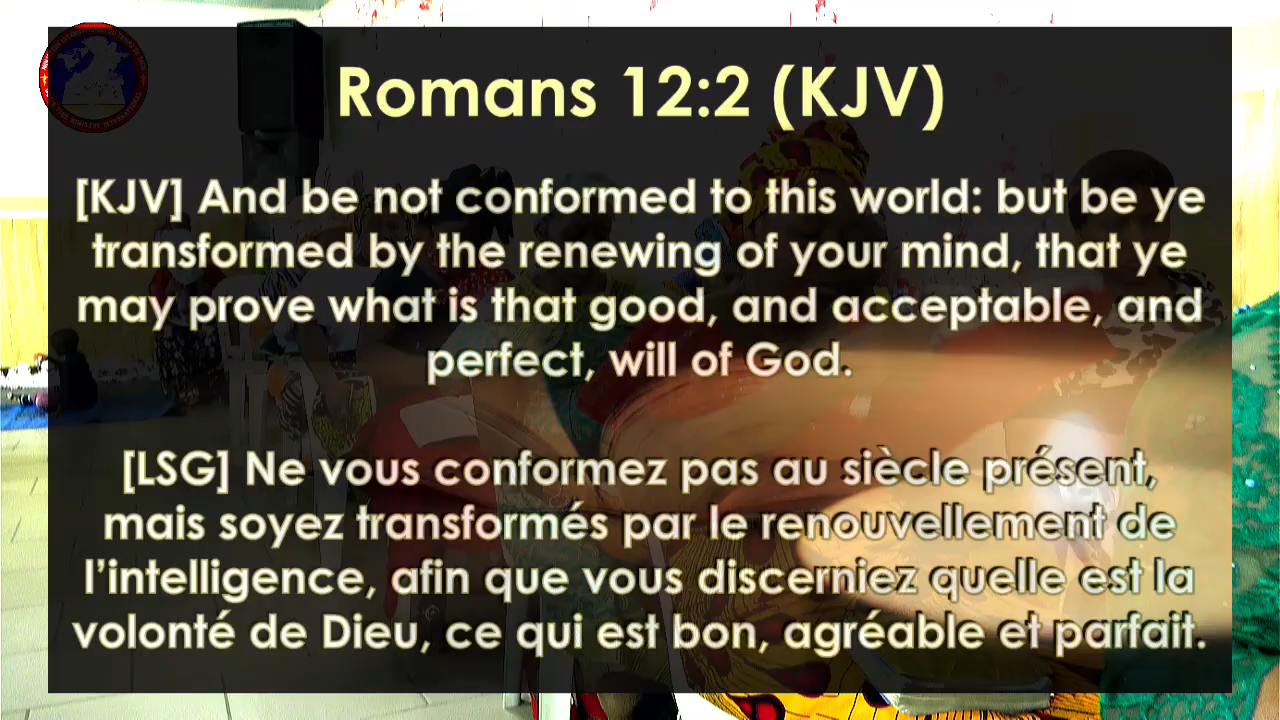 Romans 12:2 (KJV)
[KJV] And be not conformed to this world: but be ye
transformed by the renewing of your mind, that ye
may prove what is that good, and acceptable, and
perfect, will of God.
[LSG] Ne vous conformez pas au siècle présent,
mais soyez transformés par le renouvellement de
l’intelligence, afin que vous discerniez quelle est la
volonté de Dieu, ce qui est bon, agréable et parfait.